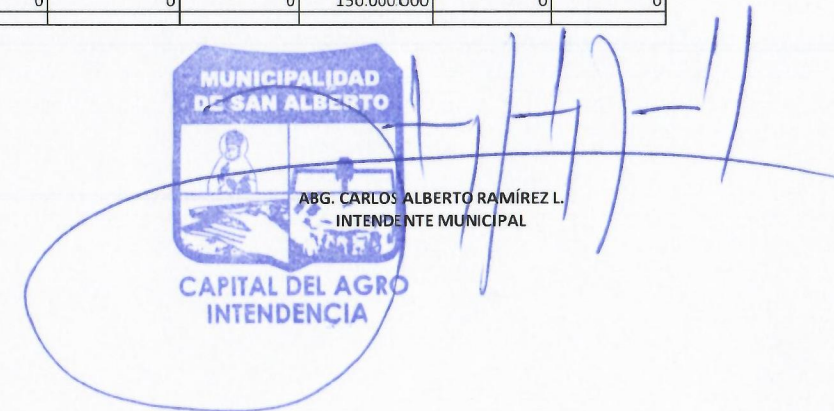 0 0 150.000.000 0 0
MUNICIPALIDAD
DE SAN ALBERTO
ABG. CARLOS ALBERTO RAMÍREZ L.
INTENDENTE MUNICIPAL
CAPITAL DEL AGRO
INTENDENCIA